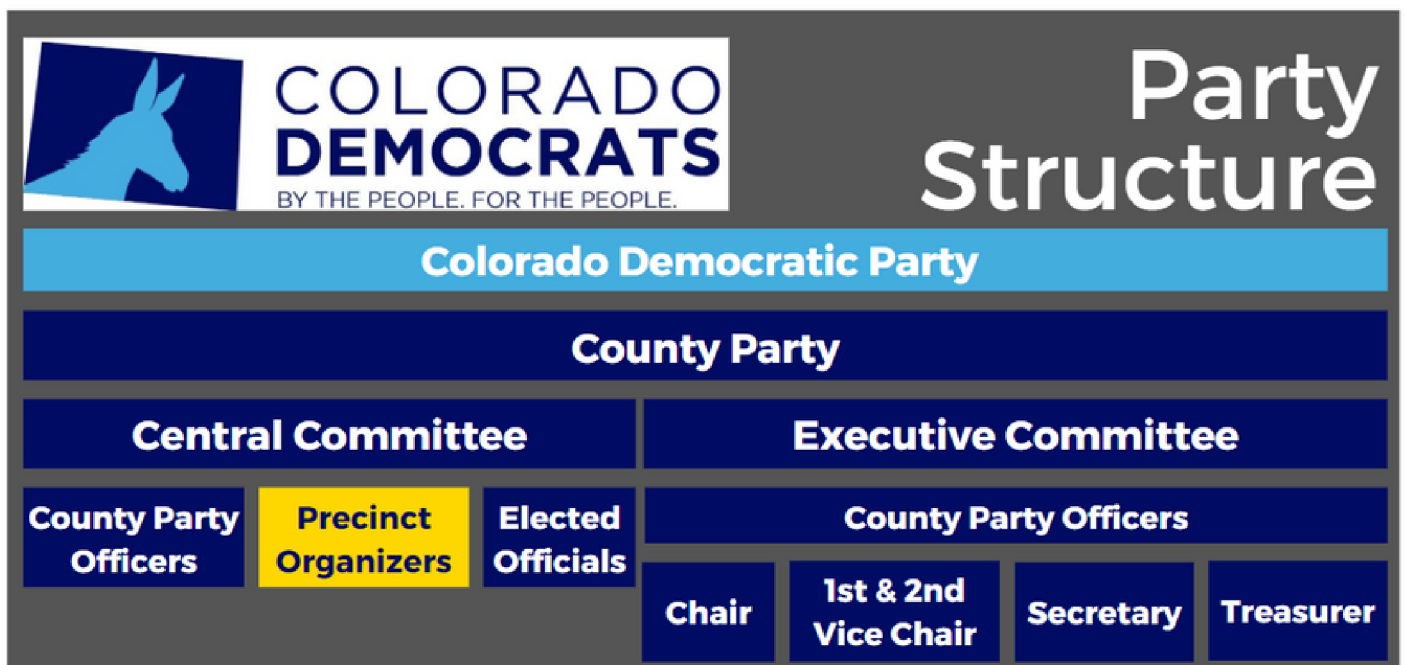 COLORADO
DEMOCRATS
BY THE PEOPLE. FOR THE PEOPLE.
Party
Structure
Colorado Democratic Party
County Party
Central Committee
Executive Committee
County Party
Officers
Precinct
Organizers
Elected
Officials
County Party Officers
Chair
1st & 2nd
Vice Chair
Secretary
Treasurer